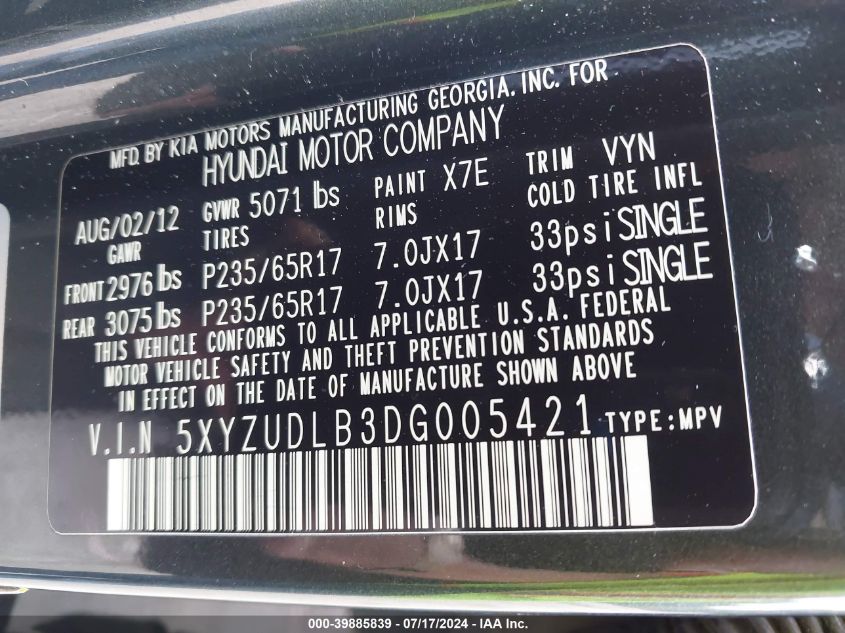 MFD. BY KIA MOTORS MANUFACTURING GEORGIA, INC. FOR
HYUNDAI MOTOR COMPANY
AUG/02/12 GVWR 5071 lbs PAINT X7E TRIM VYN
GAWR TIRES RIMS COLD TIRE INFL
FRONT 2976 lbs P235/65R17 7.0JX17 33psi SINGLE
REAR 3075 lbs P235/65R17 7.0JX17 33psi SINGLE
THIS VEHICLE CONFORMS TO ALL APPLICABLE U.S.A. FEDERAL
MOTOR VEHICLE SAFETY AND THEFT PREVENTION STANDARDS
IN EFFECT ON THE DATE OF MANUFACTURE SHOWN ABOVE
V.I.N 5XYZUDLB3DG005421 TYPE:MPV
000-39885839 / 07/17/2024 - © IAA, Inc.